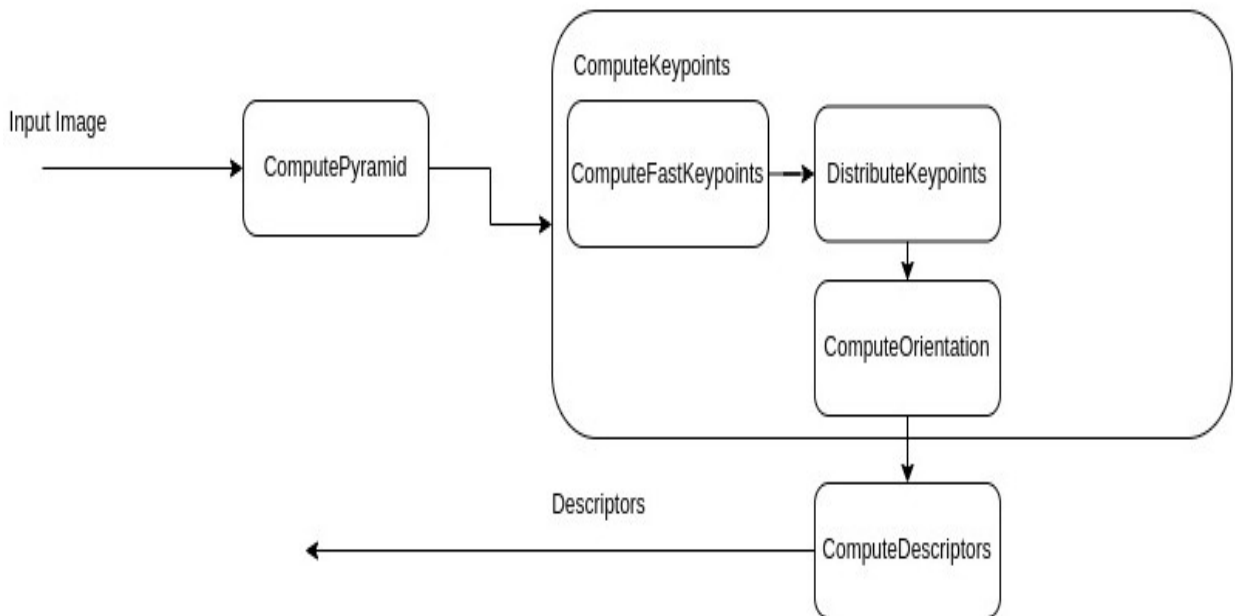 ComputeKeypoints
Input Image
ComputePyramid
ComputeFastKeypoints
DistributeKeypoints
ComputeOrientation
Descriptors
ComputeDescriptors